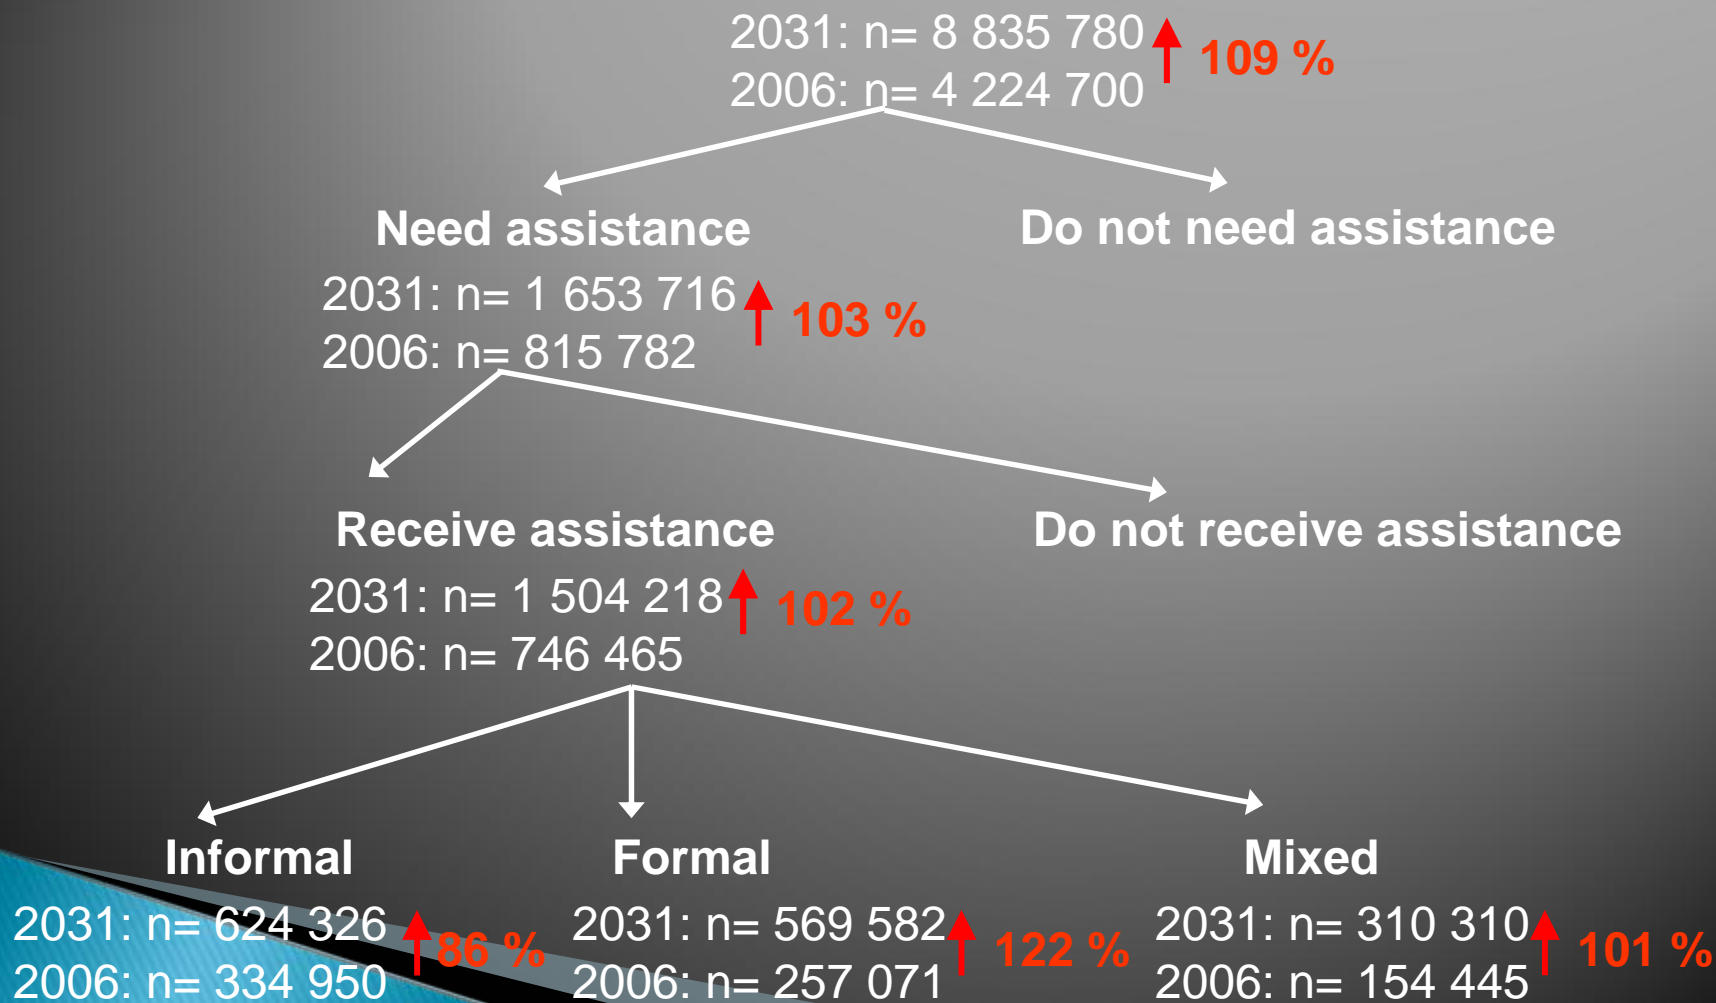 2031: n= 8 835 780
109 %
2006: n= 4 224 700
Need assistance
Do not need assistance
2031: n= 1 653 716
103 %
2006: n= 815 782
Receive assistance
Do not receive assistance
2031: n= 1 504 218
102 %
2006: n= 746 465
Informal
Formal
Mixed
2031: n= 624 326
86 %
2006: n= 334 950
2031: n= 569 582
122 %
2006: n= 257 071
2031: n= 310 310
101 %
2006: n= 154 445